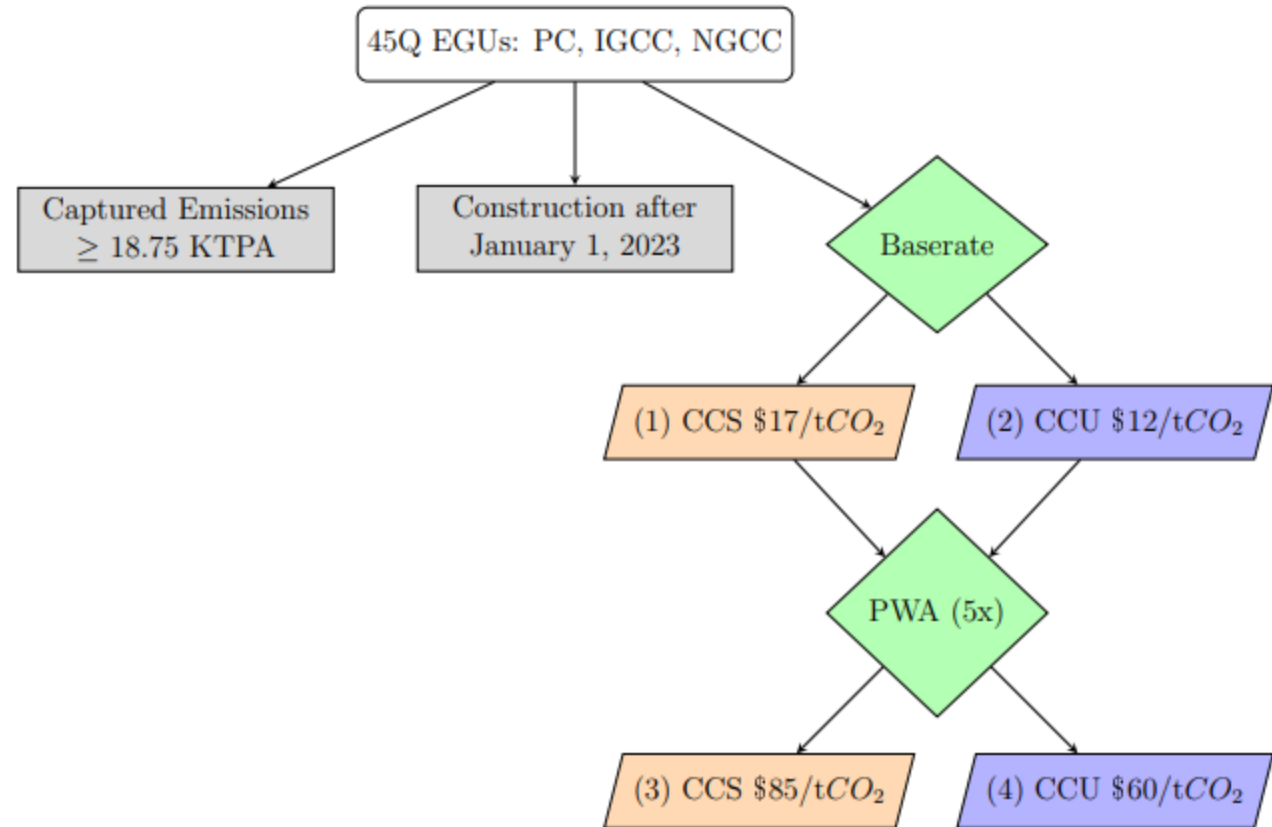 45Q EGUs: PC, IGCC, NGCC
Captured Emissions
≥ 18.75 KTPA
Construction after
January 1, 2023
Baserate
(1) CCS $17/tCO₂
(2) CCU $12/tCO₂
PWA (5x)
(3) CCS $85/tCO₂
(4) CCU $60/tCO₂